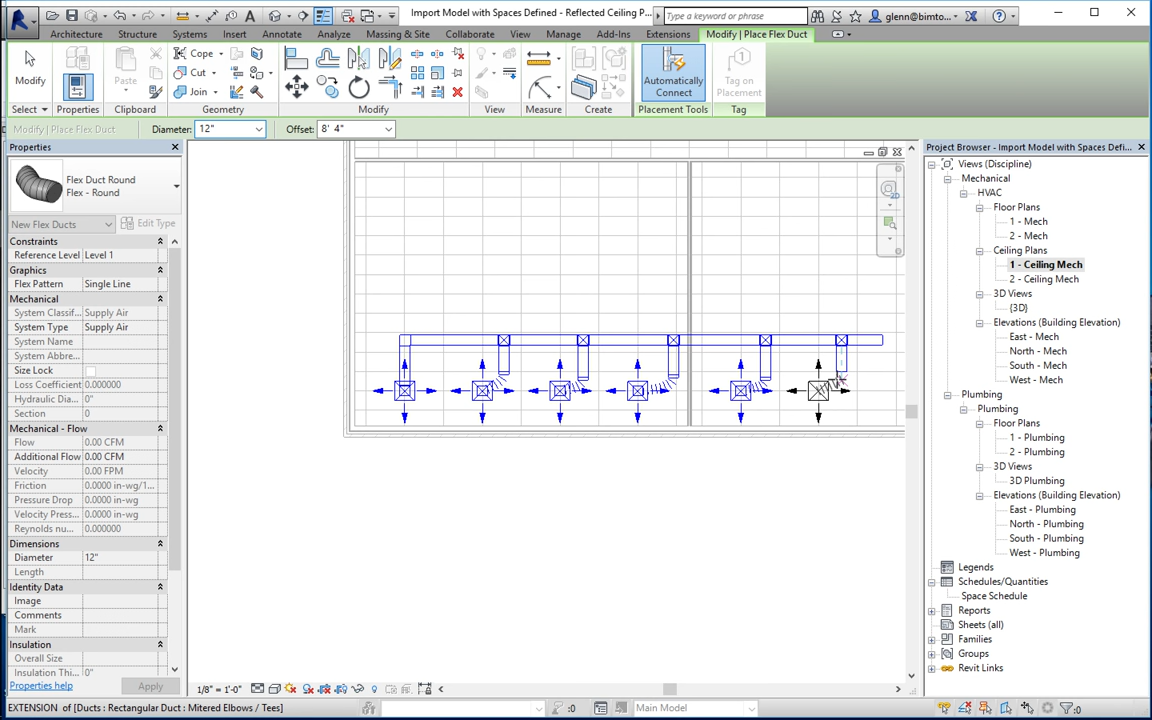 Import Model with Spaces Defined - Reflected Ceiling P...
Type a keyword or phrase
glenn@bimto...
Architecture Structure Systems Insert Annotate Analyze Massing & Site Collaborate View Manage Add-Ins Extensions Modify | Place Flex Duct
Modify
Properties
Paste
Cope
Cut
Join
Automatically
Connect
Tag on
Placement
Select Properties Clipboard Geometry Modify View Measure Create Placement Tools Tag
Modify | Place Flex Duct
Diameter: 12"
Offset: 8' 4"
Properties
Flex Duct Round
Flex - Round
New Flex Ducts
Edit Type
Constraints
Reference Level Level 1
Graphics
Flex Pattern Single Line
Mechanical
System Classif... Supply Air
System Type Supply Air
System Name
System Abbre...
Size Lock
Loss Coefficient 0.000000
Hydraulic Dia... 0"
Section 0
Mechanical - Flow
Flow 0.00 CFM
Additional Flow 0.00 CFM
Velocity 0.00 FPM
Friction 0.0000 in-wg/1...
Pressure Drop 0.0000 in-wg
Velocity Press... 0.0000 in-wg
Reynolds nu... 0.000000
Dimensions
Diameter 12"
Length
Identity Data
Image
Comments
Mark
Insulation
Overall Size
Insulation Thi... 0"
Properties help
Apply
2D
Project Browser - Import Model with Spaces Defi...
Views (Discipline)
Mechanical
HVAC
Floor Plans
1 - Mech
2 - Mech
Ceiling Plans
1 - Ceiling Mech
2 - Ceiling Mech
3D Views
{3D}
Elevations (Building Elevation)
East - Mech
North - Mech
South - Mech
West - Mech
Plumbing
Plumbing
Floor Plans
1 - Plumbing
2 - Plumbing
3D Views
3D Plumbing
Elevations (Building Elevation)
East - Plumbing
North - Plumbing
South - Plumbing
West - Plumbing
Legends
Schedules/Quantities
Space Schedule
Reports
Sheets (all)
Families
Groups
Revit Links
1/8" = 1'-0"
EXTENSION of [Ducts : Rectangular Duct : Mitered Elbows / Tees]
:0
Main Model
:0